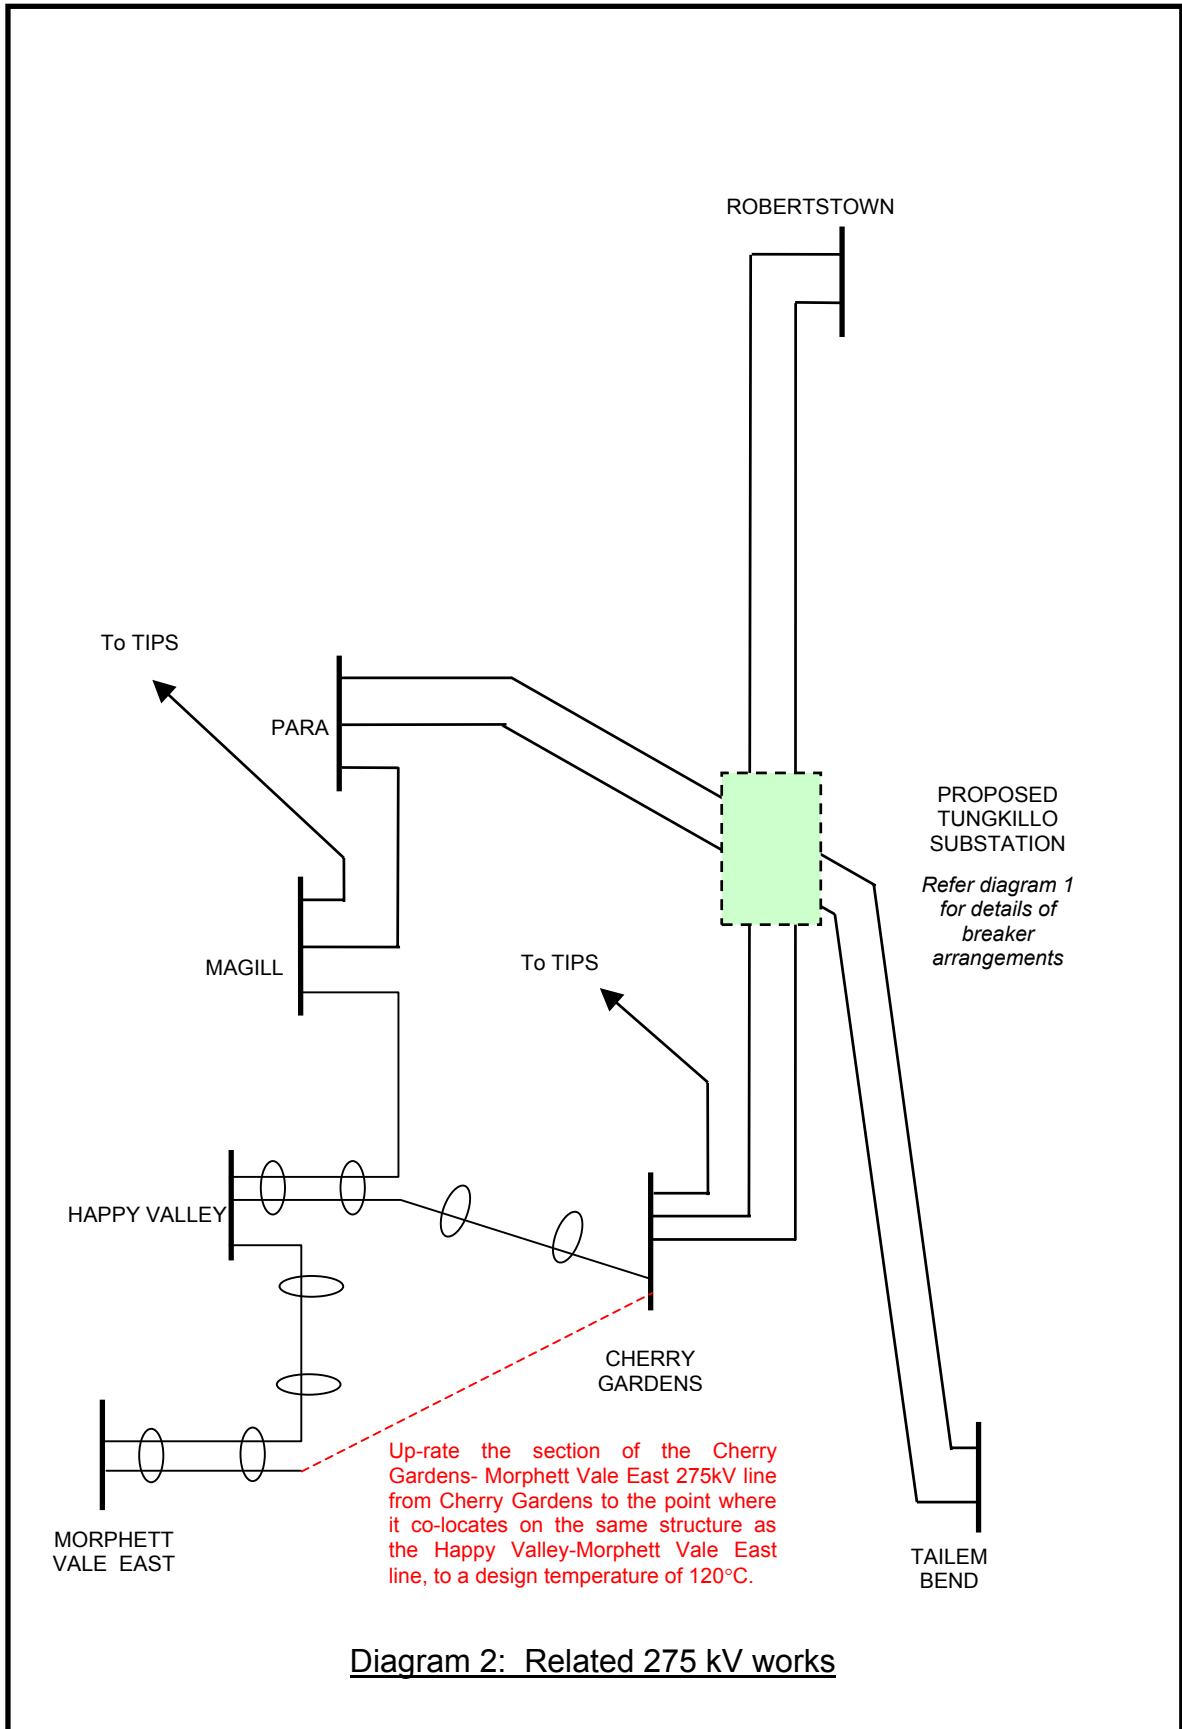 ROBERTSTOWN
To TIPS
PARA
PROPOSED
TUNGKILLO
SUBSTATION
Refer diagram 1
for details of
breaker
arrangements
MAGILL
To TIPS
HAPPY VALLEY
CHERRY
GARDENS
Up-rate the section of the Cherry
Gardens- Morphett Vale East 275kV line
from Cherry Gardens to the point where
it co-locates on the same structure as
the Happy Valley-Morphett Vale East
line, to a design temperature of 120°C.
MORPHETT
VALE EAST
TAILEM
BEND
Diagram 2: Related 275 kV works